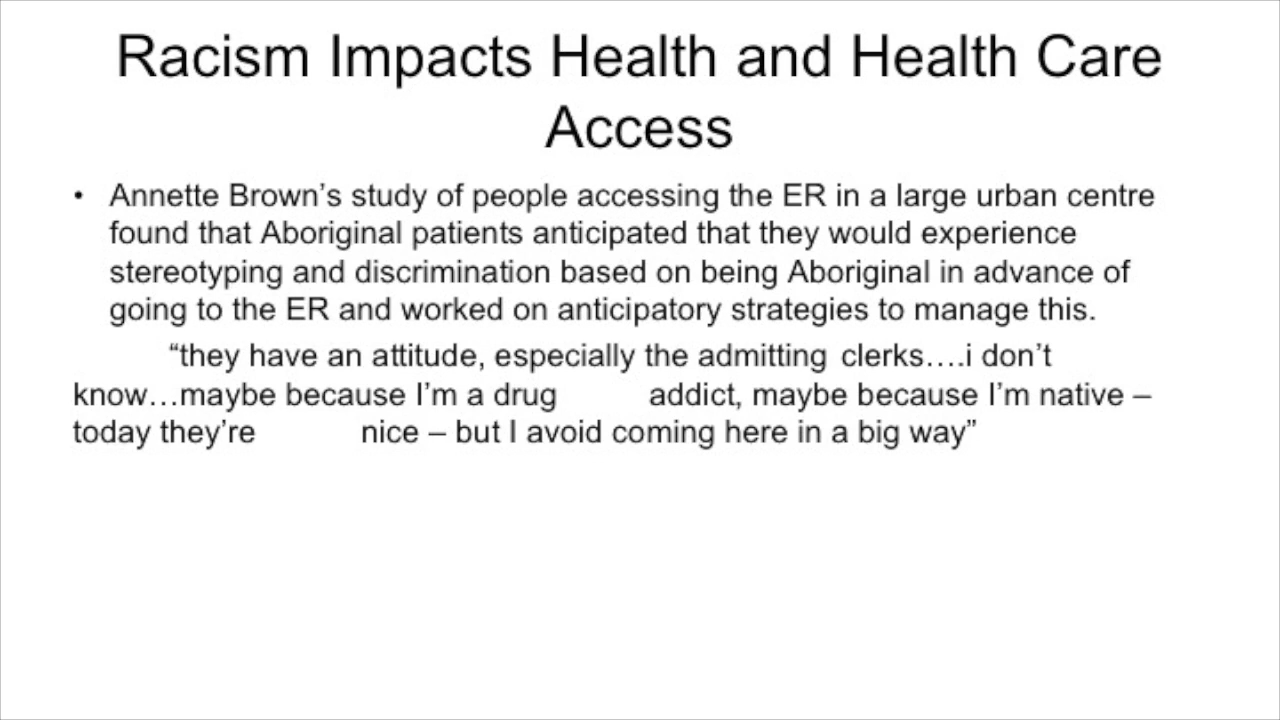 Racism Impacts Health and Health Care
Access
• Annette Brown’s study of people accessing the ER in a large urban centre
found that Aboriginal patients anticipated that they would experience
stereotyping and discrimination based on being Aboriginal in advance of
going to the ER and worked on anticipatory strategies to manage this.
“they have an attitude, especially the admitting clerks….i don’t
know…maybe because I’m a drug addict, maybe because I’m native –
today they’re nice – but I avoid coming here in a big way”